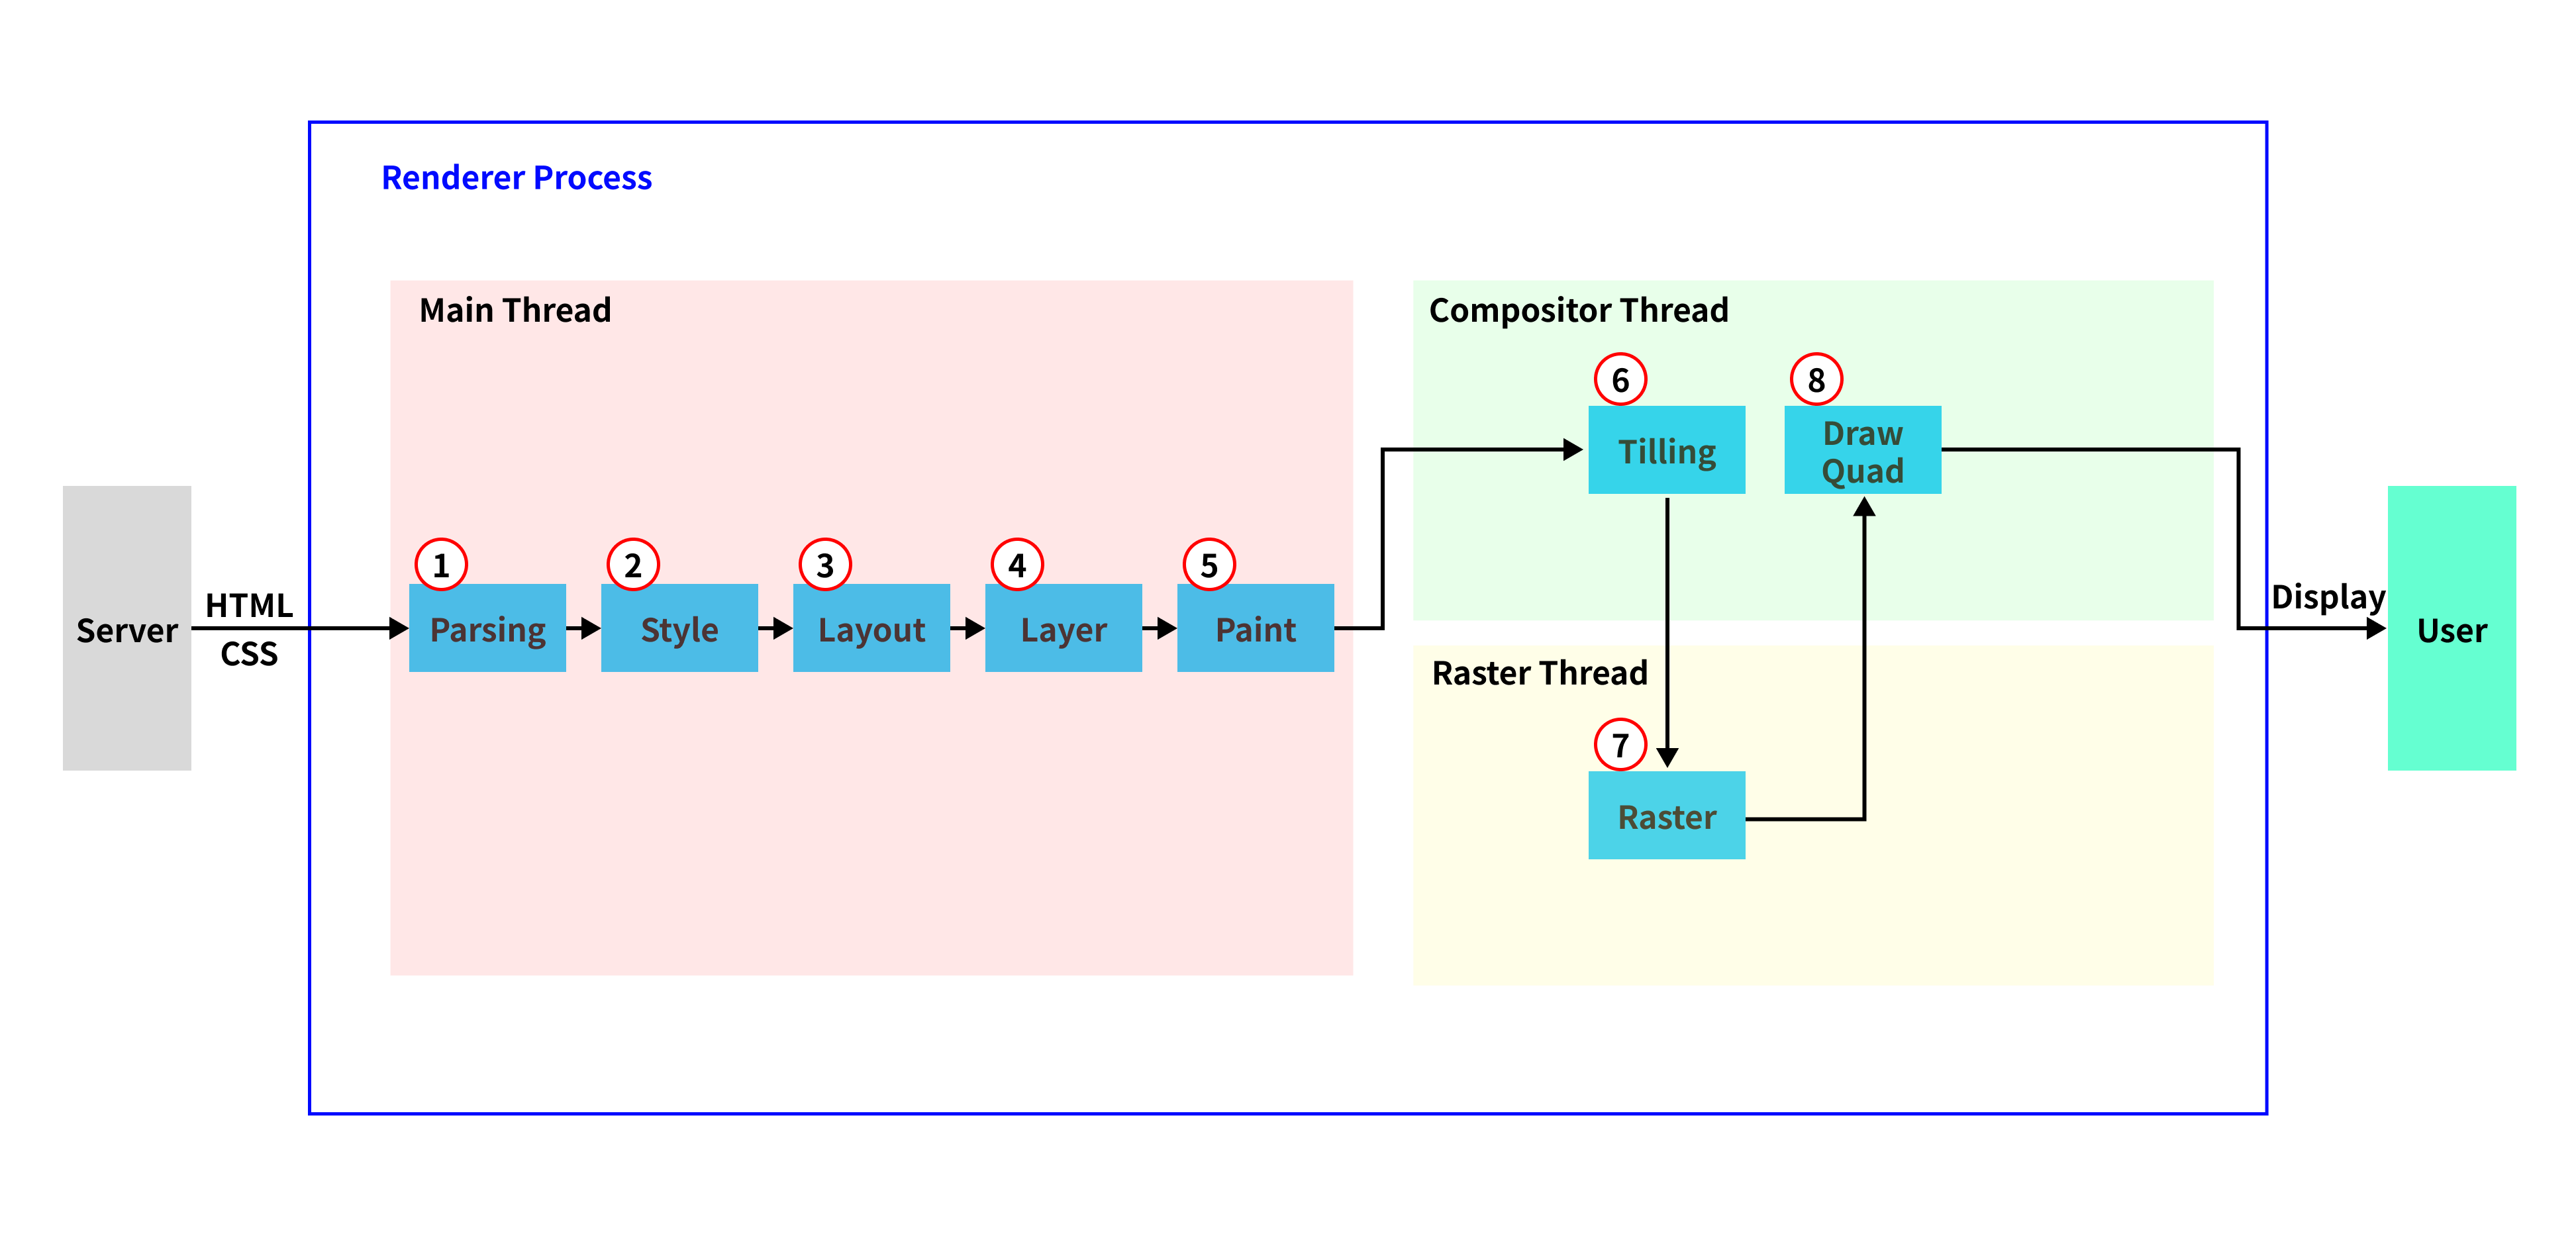 Renderer Process
Main Thread
Compositor Thread
6
8
Tilling
Draw
Quad
Server
HTML
CSS
1
2
3
4
5
Parsing
Style
Layout
Layer
Paint
Raster Thread
7
Raster
Display
User